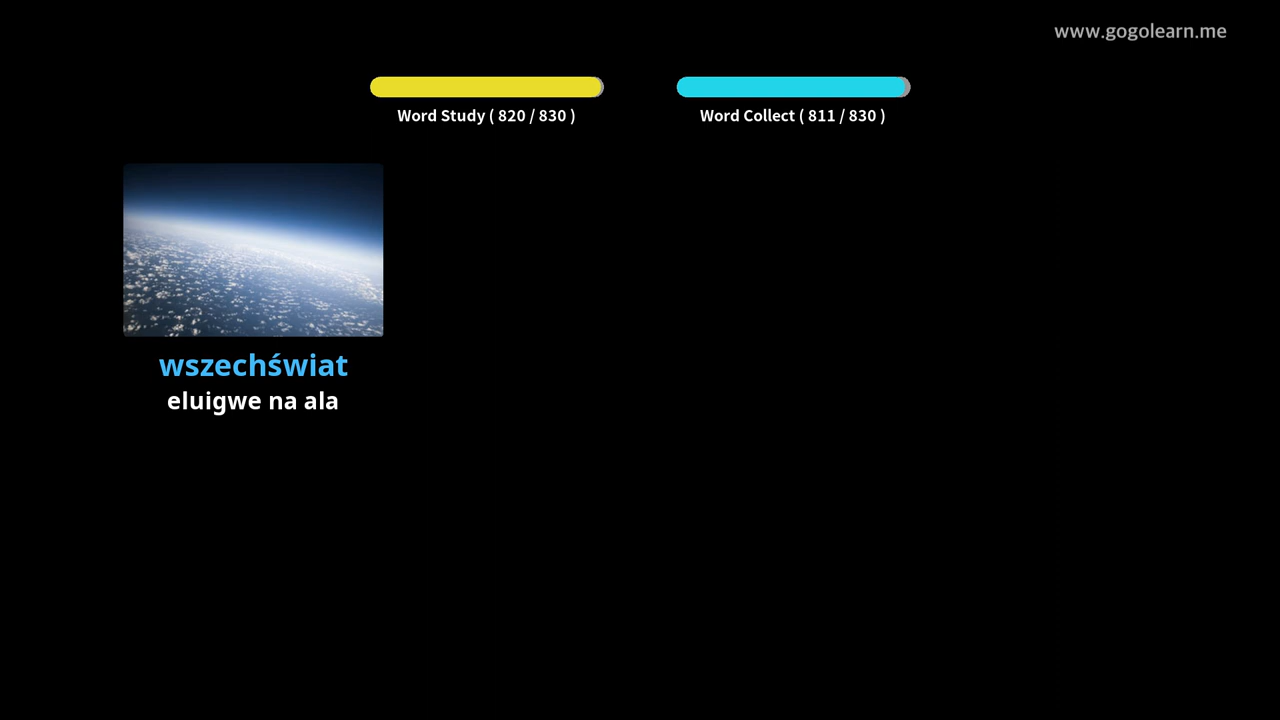 www.gogolearn.me
Word Study ( 820 / 830 )
Word Collect ( 811 / 830 )
wszechświat
eluigwe na ala